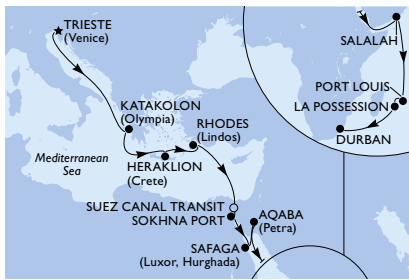 TRIESTE
(Venice)
SALALAH
PORT LOUIS
LA POSSESSION
DURBAN
KATAKOLON
(Olympia)
RHODES
(Lindos)
Mediterranean
Sea
HERAKLION
(Crete)
SUEZ CANAL TRANSIT
SOKHNA PORT
AQABA
(Petra)
SAFAGA
(Luxor, Hurghada)